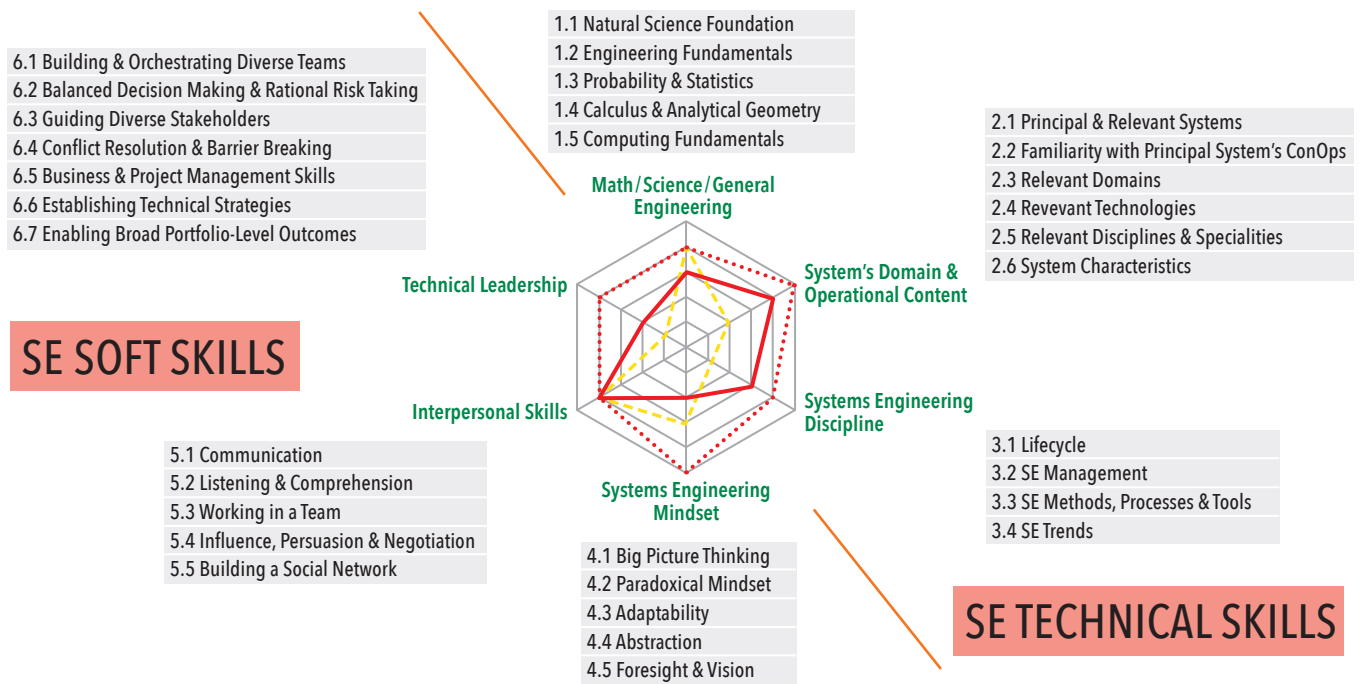 1.1 Natural Science Foundation
1.2 Engineering Fundamentals
1.3 Probability & Statistics
1.4 Calculus & Analytical Geometry
1.5 Computing Fundamentals
6.1 Building & Orchestrating Diverse Teams
6.2 Balanced Decision Making & Rational Risk Taking
6.3 Guiding Diverse Stakeholders
6.4 Conflict Resolution & Barrier Breaking
6.5 Business & Project Management Skills
6.6 Establishing Technical Strategies
6.7 Enabling Broad Portfolio-Level Outcomes
2.1 Principal & Relevant Systems
2.2 Familiarity with Principal System's ConOps
2.3 Relevant Domains
2.4 Revevant Technologies
2.5 Relevant Disciplines & Specialities
2.6 System Characteristics
Math/Science/General
Engineering
Technical Leadership
System's Domain &
Operational Content
SE SOFT SKILLS
Interpersonal Skills
Systems Engineering
Discipline
Systems Engineering
Mindset
5.1 Communication
5.2 Listening & Comprehension
5.3 Working in a Team
5.4 Influence, Persuasion & Negotiation
5.5 Building a Social Network
3.1 Lifecycle
3.2 SE Management
3.3 SE Methods, Processes & Tools
3.4 SE Trends
4.1 Big Picture Thinking
4.2 Paradoxical Mindset
4.3 Adaptability
4.4 Abstraction
4.5 Foresight & Vision
SE TECHNICAL SKILLS